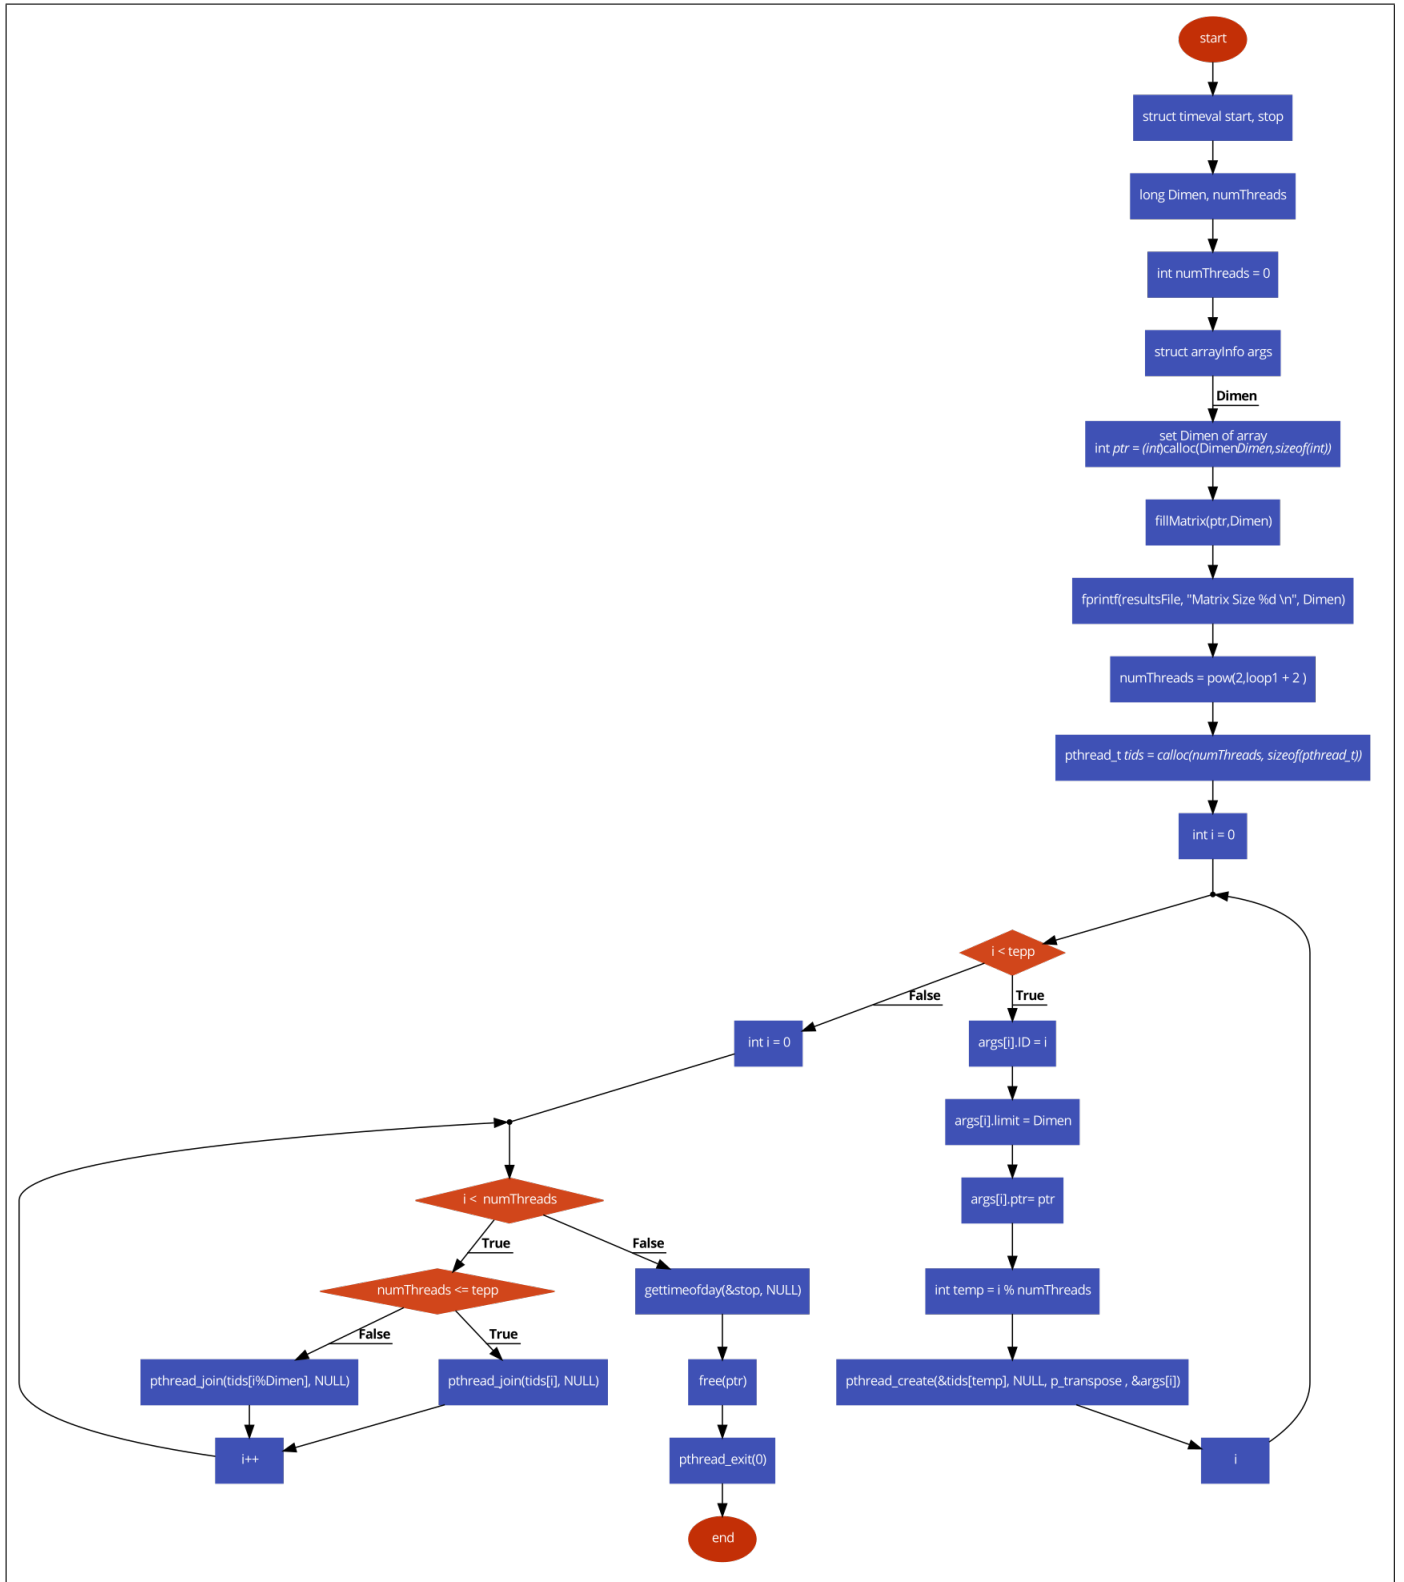 start
struct timeval start, stop
long Dimen, numThreads
int numThreads = 0
struct arrayInfo args
Dimen
set Dimen of array
int ptr = (int)calloc(DimenDimen,sizeof(int))
fillMatrix(ptr,Dimen)
fprintf(resultsFile, "Matrix Size %d \n", Dimen)
numThreads = pow(2,loop1 + 2 )
pthread_t tids = calloc(numThreads, sizeof(pthread_t))
int i = 0
i < tepp
False
True
int i = 0
args[i].ID = i
args[i].limit = Dimen
i < numThreads
args[i].ptr= ptr
True
False
numThreads <= tepp
gettimeofday(&stop, NULL)
int temp = i % numThreads
False
True
pthread_join(tids[i%Dimen], NULL)
pthread_join(tids[i], NULL)
free(ptr)
pthread_create(&tids[temp], NULL, p_transpose , &args[i])
i++
pthread_exit(0)
i
end